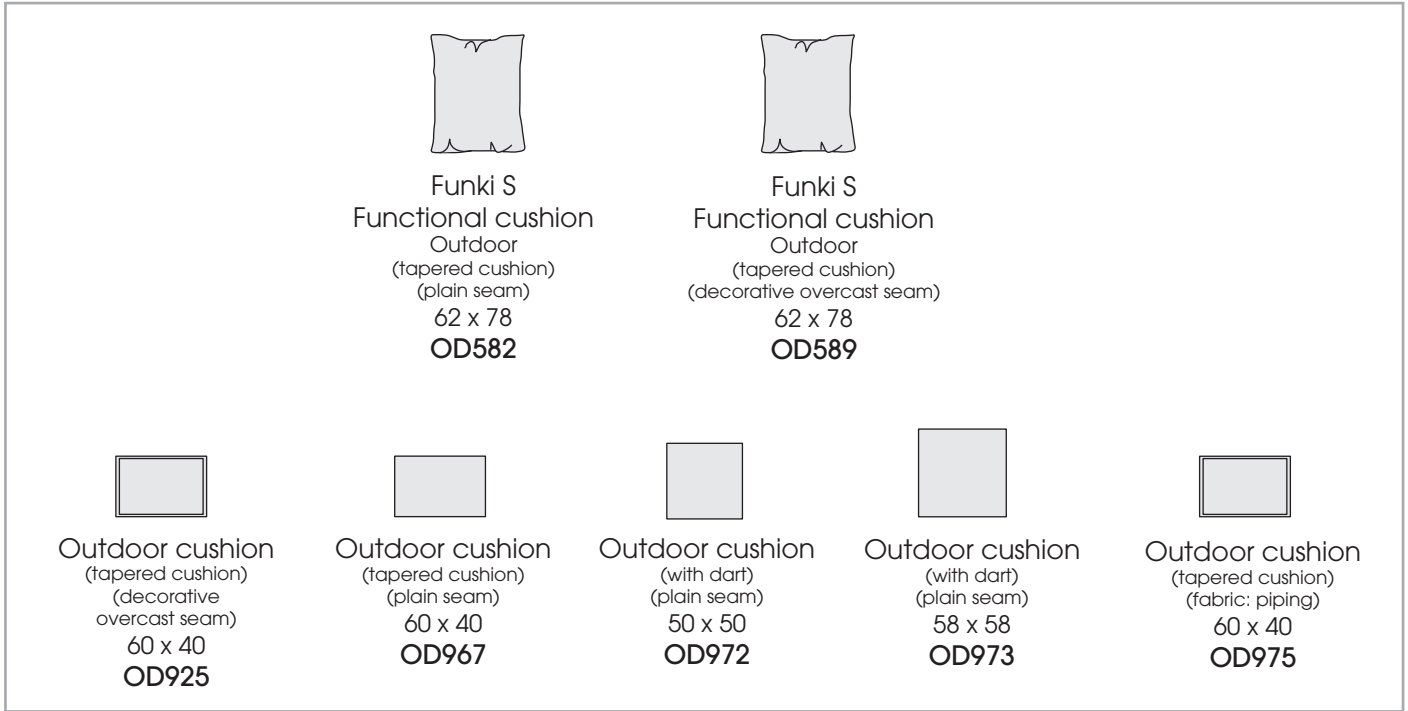 Funki S
Functional cushion
Outdoor
(tapered cushion)
(plain seam)
62 x 78
OD582
Funki S
Functional cushion
Outdoor
(tapered cushion)
(decorative overcast seam)
62 x 78
OD589
Outdoor cushion
(tapered cushion)
(decorative
overcast seam)
60 x 40
OD925
Outdoor cushion
(tapered cushion)
(plain seam)
60 x 40
OD967
Outdoor cushion
(with dart)
(plain seam)
50 x 50
OD972
Outdoor cushion
(with dart)
(plain seam)
58 x 58
OD973
Outdoor cushion
(tapered cushion)
(fabric: piping)
60 x 40
OD975